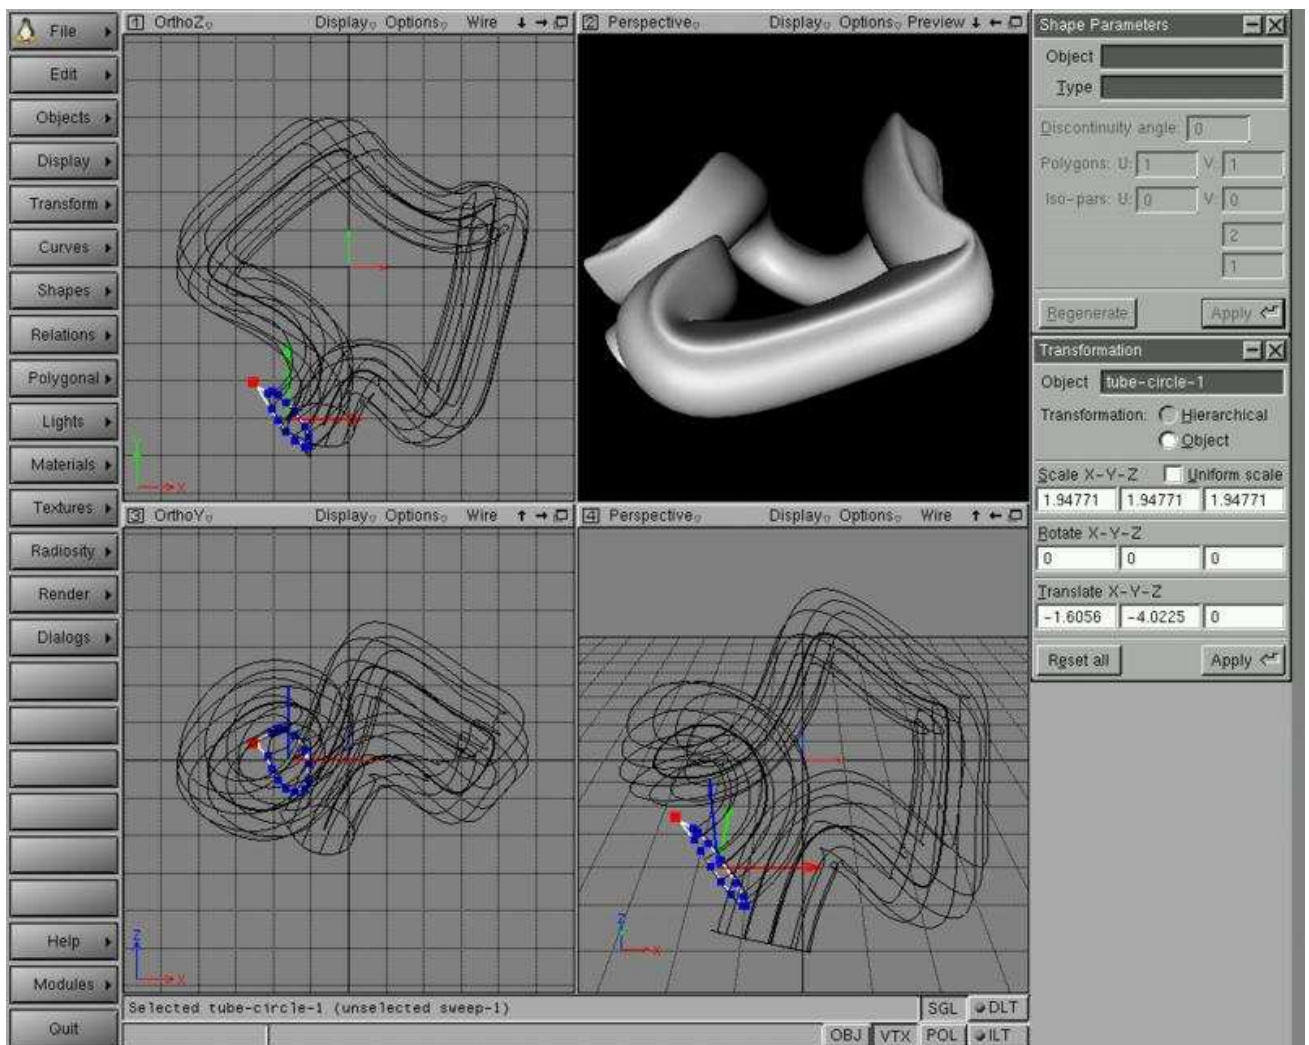 File
Edit
Objects
Display
Transform
Curves
Shapes
Relations
Polygonal
Lights
Materials
Textures
Radiosity
Render
Dialogs
Help
Modules
Quit
1 OrthoZ Display Options Wire
Y
X
2 Perspective Display Options Preview
3 OrthoY Display Options Wire
Z
X
4 Perspective Display Options Wire
Z
X
Selected tube-circle-1 (unselected sweep-1)
SGL DLT
OBJ VTX POL ILT
Shape Parameters
Object
Type
Discontinuity angle: 0
Polygons: U: 1 V: 1
Iso-pars: U: 0 V: 0
2
1
Regenerate Apply
Transformation
Object tube-circle-1
Transformation: Hierarchical
Object
Scale X-Y-Z Uniform scale
1.94771 1.94771 1.94771
Rotate X-Y-Z
0 0 0
Translate X-Y-Z
-1.6056 -4.0225 0
Reset all Apply